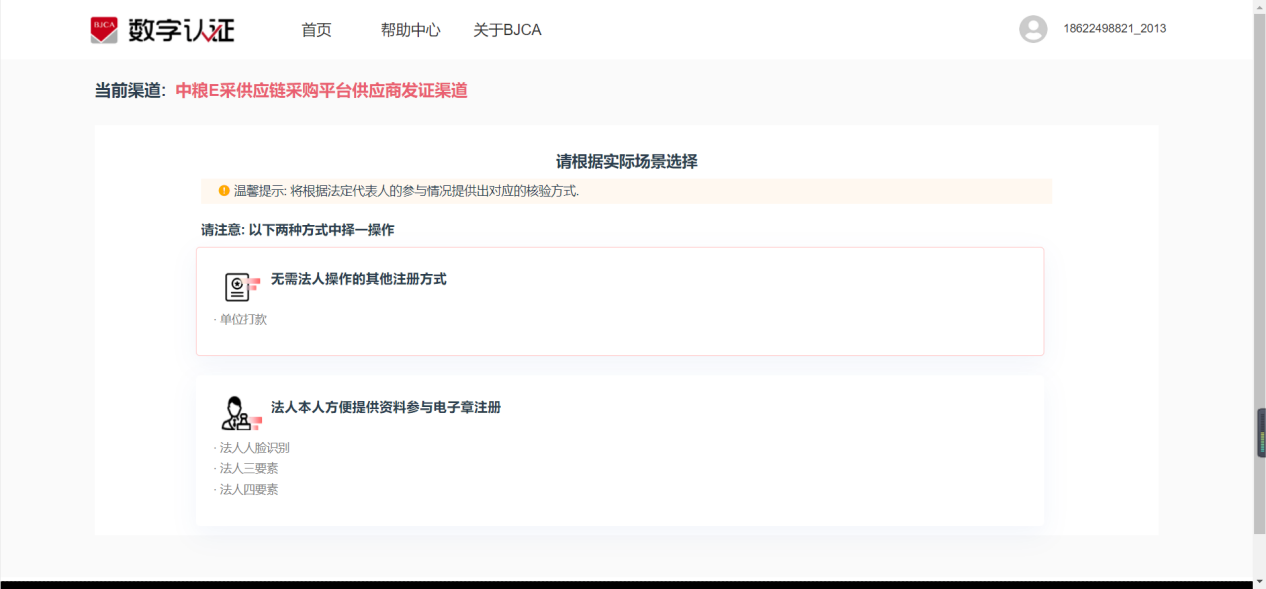 BJCA 数字认证 首页 帮助中心 关于BJCA 18622498821_2013
当前渠道: 中粮E采供应链采购平台供应商发证渠道
请根据实际场景选择
温馨提示: 将根据法定代表人的参与情况提供出对应的核验方式.
请注意: 以下两种方式中择一操作
无需法人操作的其他注册方式
· 单位打款
法人本人方便提供资料参与电子章注册
· 法人人脸识别
· 法人三要素
· 法人四要素